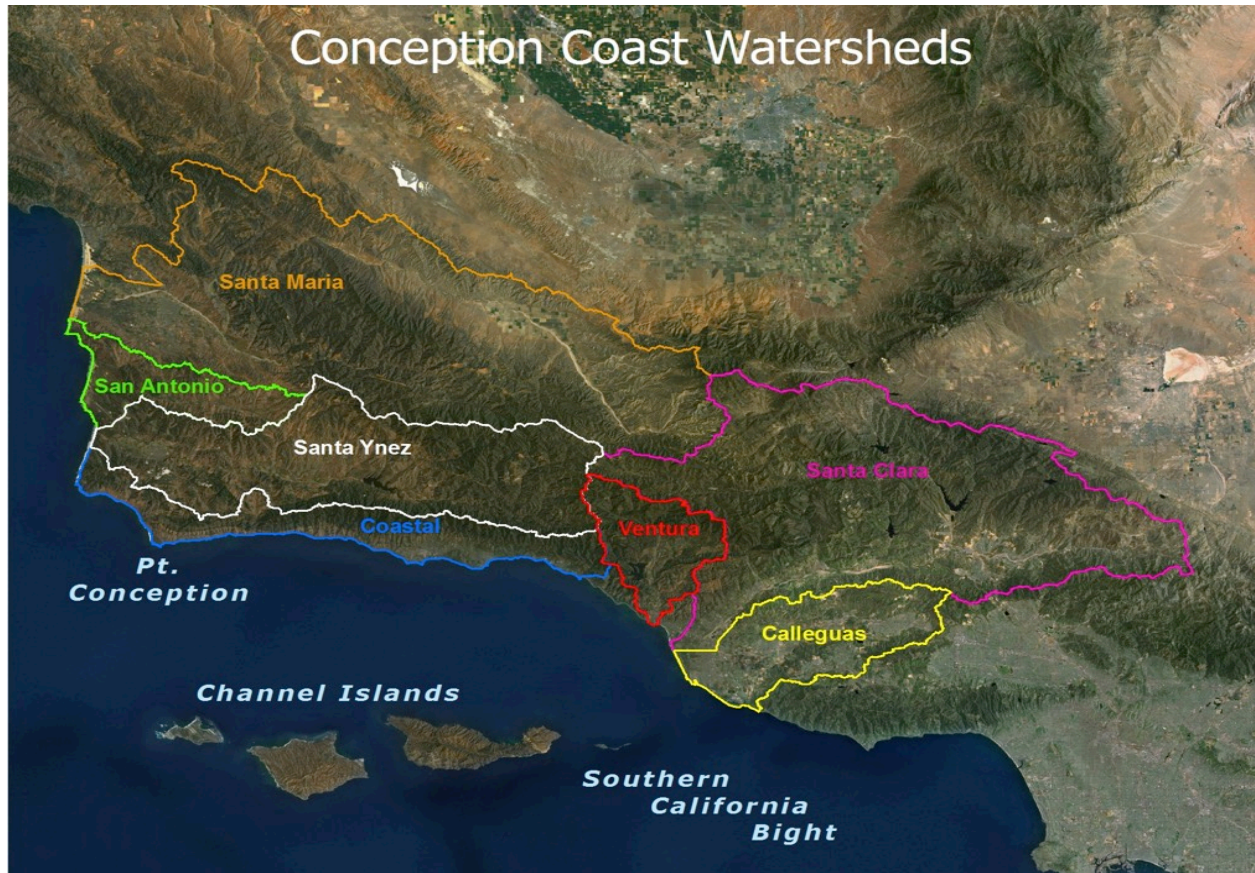 Conception Coast Watersheds
Santa Maria
San Antonio
Santa Ynez
Santa Clara
Coastal
Ventura
Pt.
Conception
Calleguas
Channel Islands
Southern
California
Bight